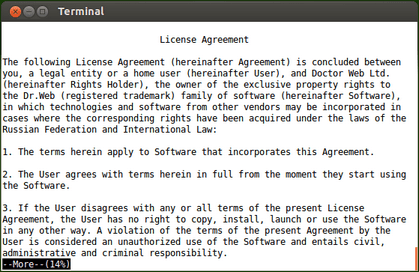 Terminal
License Agreement
The following License Agreement (hereinafter Agreement) is concluded between
you, a legal entity or a home user (hereinafter User), and Doctor Web Ltd.
(hereinafter Rights Holder), the owner of the exclusive property rights to
the Dr.Web (registered trademark) family of software (hereinafter Software),
in which technologies and software from other vendors may be incorporated in
cases where the corresponding rights have been acquired under the laws of the
Russian Federation and International Law:
1. The terms herein apply to Software that incorporates this Agreement.
2. The User agrees with terms herein in full from the moment they start using
the Software.
3. If the User disagrees with any or all terms of the present License
Agreement, the User has no right to copy, install, launch or use the Software
in any other way. A violation of the terms of the present Agreement by the
User is considered an unauthorized use of the Software and entails civil,
administrative and criminal responsibility.
--More--(14%)